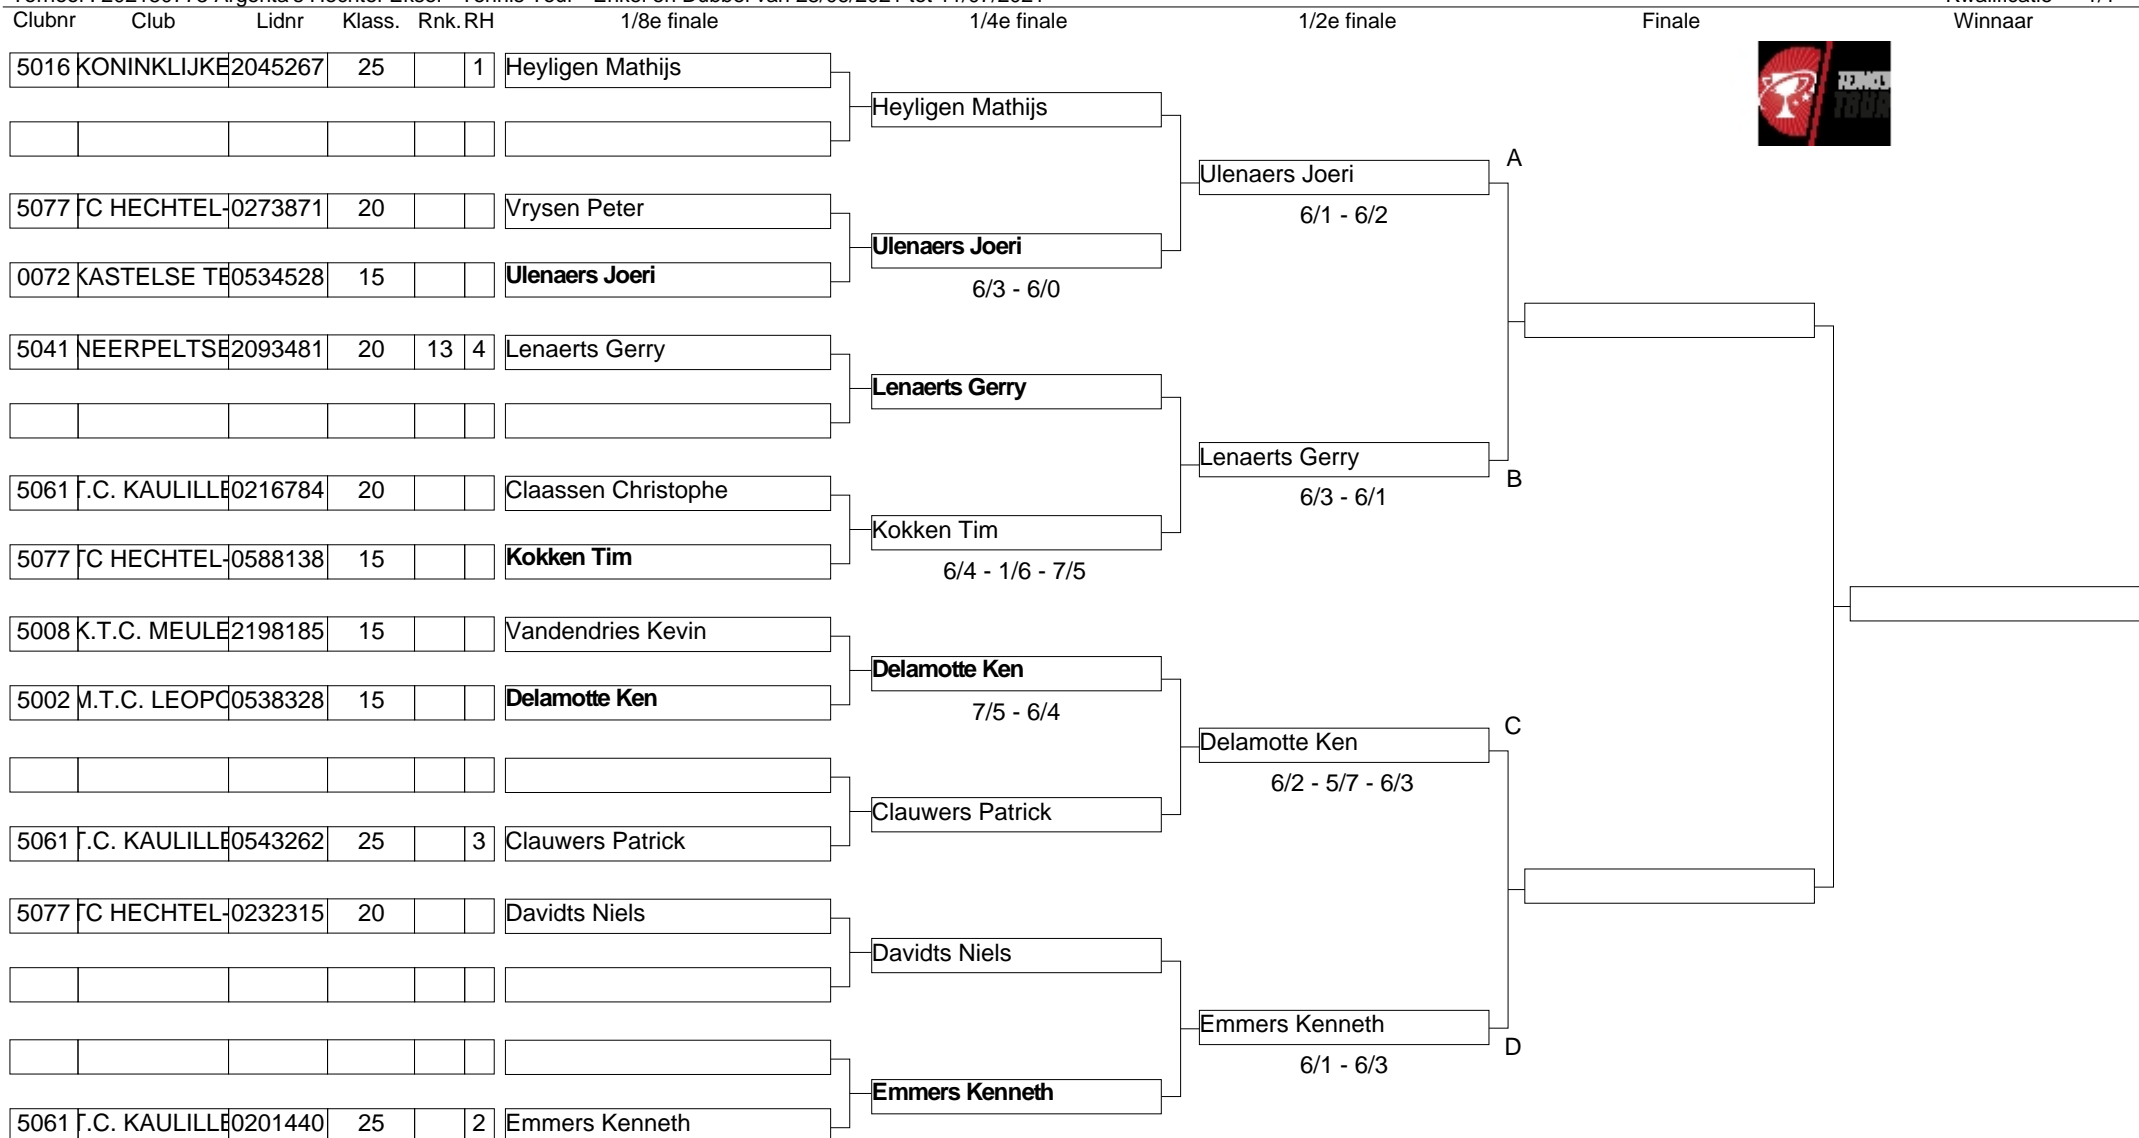 Clubnr Club Lidnr Klass. Rnk. RH 1/8e finale 1/4e finale 1/2e finale Finale Winnaar
5016 KONINKLIJKE 2045267 25 1 Heyligen Mathijs
Heyligen Mathijs
A
Ulenaers Joeri
6/1 - 6/2
5077 TC HECHTEL- 0273871 20 Vrysen Peter
Ulenaers Joeri
6/3 - 6/0
0072 KASTELSE TE 0534528 15 Ulenaers Joeri
5041 NEERPELTSE 2093481 20 13 4 Lenaerts Gerry
Lenaerts Gerry
Lenaerts Gerry
B
6/3 - 6/1
5061 T.C. KAULILLE 0216784 20 Claassen Christophe
Kokken Tim
6/4 - 1/6 - 7/5
5077 TC HECHTEL- 0588138 15 Kokken Tim
5008 K.T.C. MEULE 2198185 15 Vandendries Kevin
Delamotte Ken
7/5 - 6/4
5002 M.T.C. LEOPO 0538328 15 Delamotte Ken
C
Delamotte Ken
6/2 - 5/7 - 6/3
Clauwers Patrick
5061 T.C. KAULILLE 0543262 25 3 Clauwers Patrick
5077 TC HECHTEL- 0232315 20 Davidts Niels
Davidts Niels
Emmers Kenneth
D
6/1 - 6/3
Emmers Kenneth
5061 T.C. KAULILLE 0201440 25 2 Emmers Kenneth